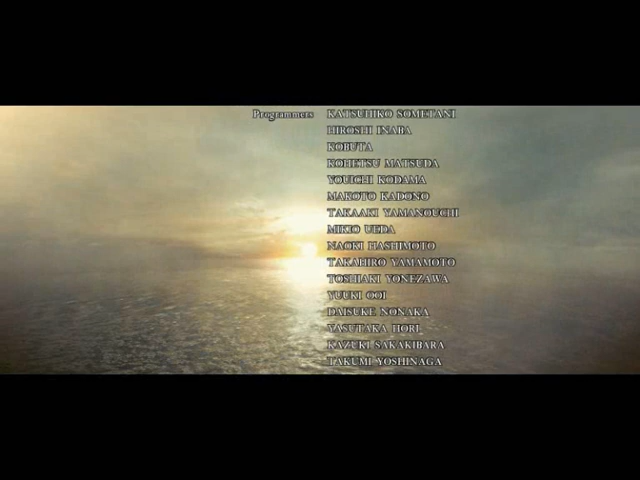 Programmers KATSUHIKO SOMETANI
HIROSHI INABA
KOBUTA
KOHETSU MATSUDA
YOUICHI KODAMA
MAKOTO KADONO
TAKAAKI YAMANOUCHI
MIKIO UEDA
NAOKI HASHIMOTO
TAKAHIRO YAMAMOTO
TOSHIAKI YONEZAWA
YUUKI OOI
DAISUKE NONAKA
YASUTAKA HORI
KAZUKI SAKAKIBARA
TAKUMI YOSHINAGA